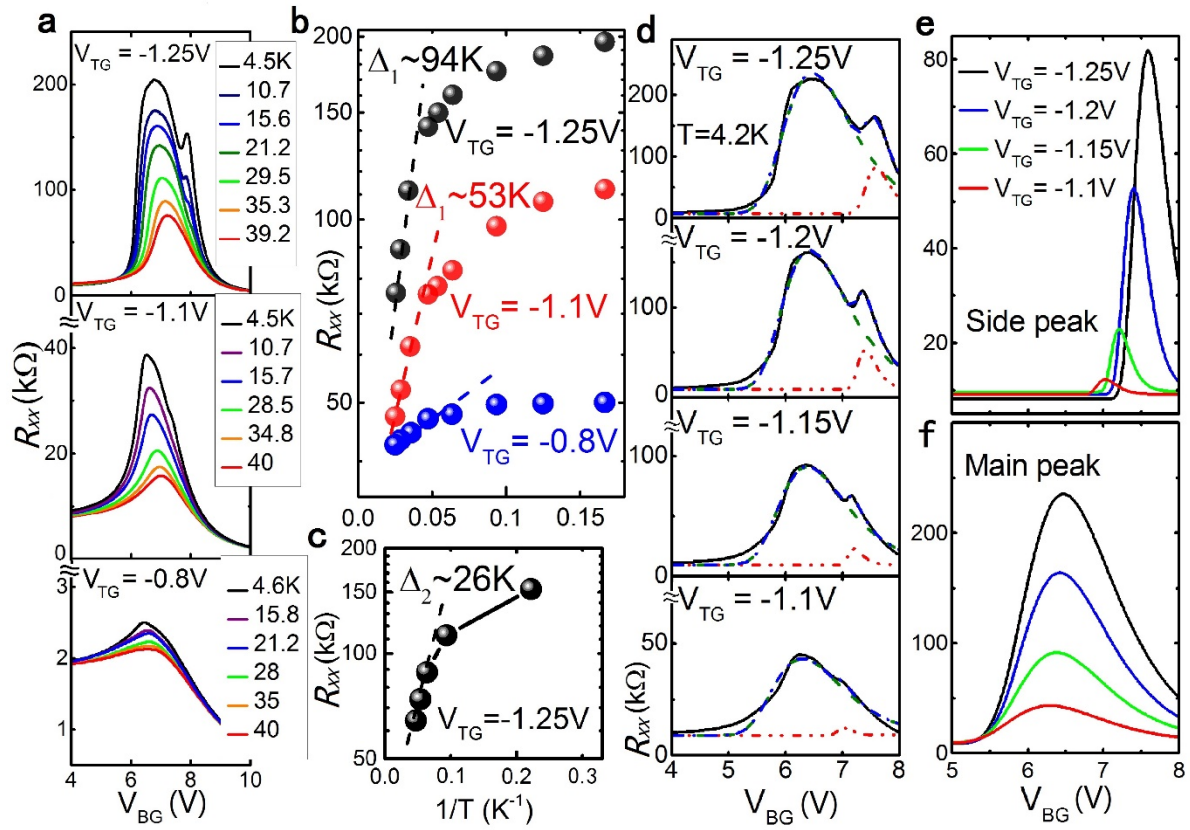 a
V_TG = -1.25V
4.5K
10.7
15.6
21.2
29.5
35.3
39.2
200
100
0
≈V_TG = -1.1V
4.5K
10.7
15.7
28.5
34.8
40
40
20
0
≈V_TG = -0.8V
4.6K
15.8
21.2
28
35
40
3
2
1
4 6 8 10
R_XX (kΩ)
V_BG (V)
b
200
150
100
50
Δ₁~94K
V_TG = -1.25V
Δ₁~53K
V_TG = -1.1V
V_TG = -0.8V
R_XX (kΩ)
0.0 0.05 0.10 0.15
c
200
150
100
50
Δ₂~26K
V_TG=-1.25V
R_XX (kΩ)
0.0 0.1 0.2 0.3
1/T (K⁻¹)
d
V_TG = -1.25V
T=4.2K
300
200
100
0
≈V_TG = -1.2V
200
100
0
≈V_TG = -1.15V
100
0
≈V_TG = -1.1V
50
0
R_XX (kΩ)
4 5 6 7 8
V_BG (V)
e
V_TG = -1.25V
V_TG = -1.2V
V_TG = -1.15V
V_TG = -1.1V
80
60
40
20
Side peak
f
Main peak
200
100
0
5 6 7 8
V_BG (V)